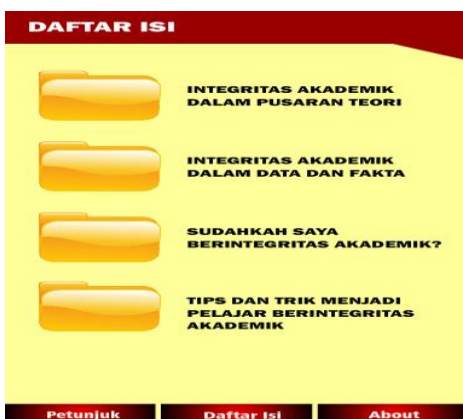 DAFTAR ISI
INTEGRITAS AKADEMIK
DALAM PUSARAN TEORI
INTEGRITAS AKADEMIK
DALAM DATA DAN FAKTA
SUDAHKAH SAYA
BERINTEGRITAS AKADEMIK?
TIPS DAN TRIK MENJADI
PELAJAR BERINTEGRITAS
AKADEMIK
Petunjuk
Daftar Isi
About